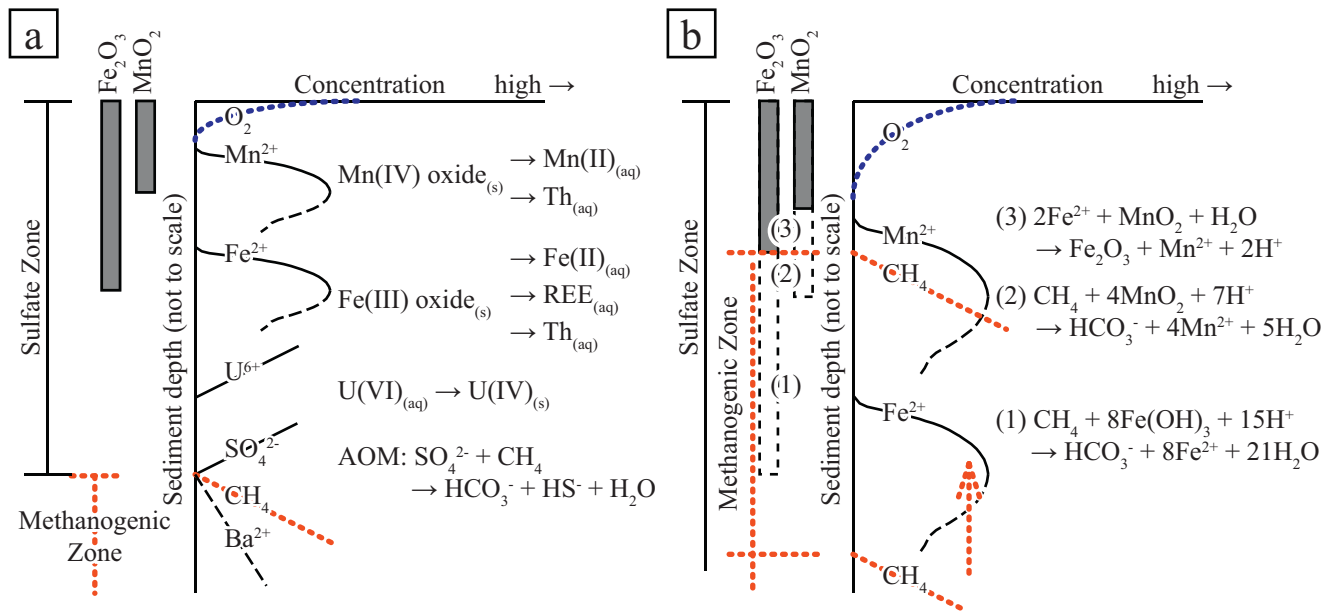 a
Fe₂O₃
MnO₂
Concentration high →
Sulfate Zone
Sediment depth (not to scale)
O₂
Mn²⁺
Mn(IV) oxide(s) → Mn(II)(aq)
→ Th(aq)
Fe²⁺
Fe(III) oxide(s) → Fe(II)(aq)
→ REE(aq)
→ Th(aq)
U⁶⁺
U(VI)(aq) → U(IV)(s)
SO₄²⁻
AOM: SO₄²⁻ + CH₄
→ HCO₃⁻ + HS⁻ + H₂O
CH₄
Ba²⁺
Methanogenic
Zone
b
Fe₂O₃
MnO₂
Concentration high →
Sulfate Zone
Methanogenic Zone
Sediment depth (not to scale)
(3)
(2)
(1)
O₂
Mn²⁺
CH₄
Fe²⁺
CH₄
(3) 2Fe²⁺ + MnO₂ + H₂O
→ Fe₂O₃ + Mn²⁺ + 2H⁺
(2) CH₄ + 4MnO₂ + 7H⁺
→ HCO₃⁻ + 4Mn²⁺ + 5H₂O
(1) CH₄ + 8Fe(OH)₃ + 15H⁺
→ HCO₃⁻ + 8Fe²⁺ + 21H₂O